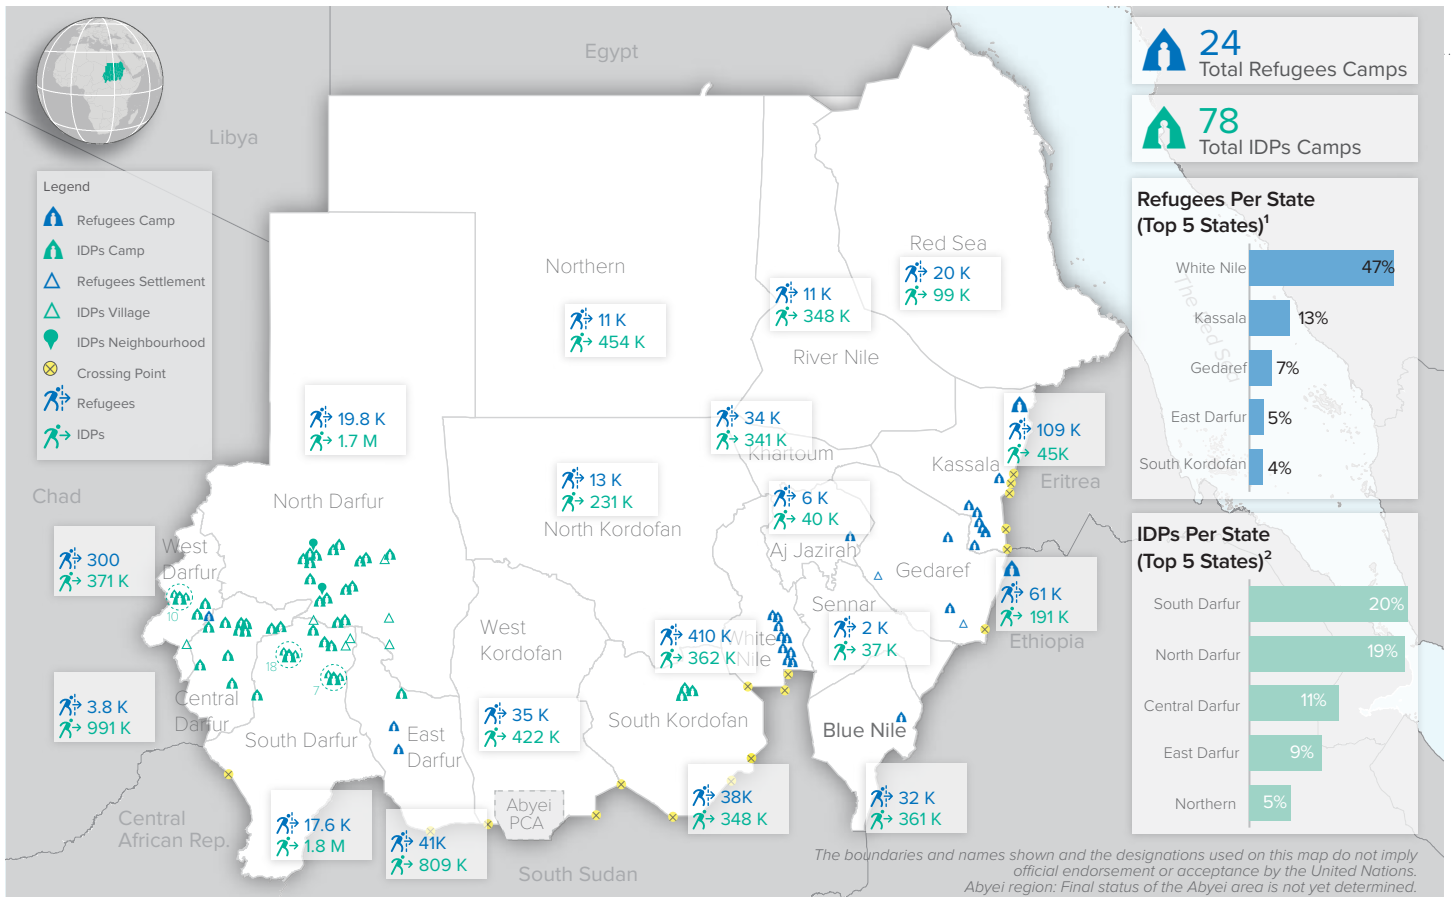 Egypt
Libya
Chad
Central
African Rep.
South Sudan
Ethiopia
Eritrea
The Red Sea
Legend
Refugees Camp
IDPs Camp
Refugees Settlement
IDPs Village
IDPs Neighbourhood
Crossing Point
Refugees
IDPs
Northern
11 K
454 K
Red Sea
20 K
99 K
11 K
348 K
River Nile
19.8 K
1.7 M
North Darfur
34 K
341 K
Khartoum
109 K
45K
Kassala
13 K
231 K
North Kordofan
6 K
40 K
Aj Jazirah
300
371 K
West
Darfur
10
Gedaref
61 K
191 K
Sennar
2 K
37 K
410 K
362 K
White
Nile
West
Kordofan
35 K
422 K
South Kordofan
38K
348 K
18
7
3.8 K
991 K
Central
Darfur
South Darfur
17.6 K
1.8 M
East
Darfur
41K
809 K
Abyei
PCA
Blue Nile
32 K
361 K
24
Total Refugees Camps
78
Total IDPs Camps
Refugees Per State
(Top 5 States)¹
White Nile 47%
Kassala 13%
Gedaref 7%
East Darfur 5%
South Kordofan 4%
IDPs Per State
(Top 5 States)²
South Darfur 20%
North Darfur 19%
Central Darfur 11%
East Darfur 9%
Northern 5%
The boundaries and names shown and the designations used on this map do not imply
official endorsement or acceptance by the United Nations.
Abyei region: Final status of the Abyei area is not yet determined.